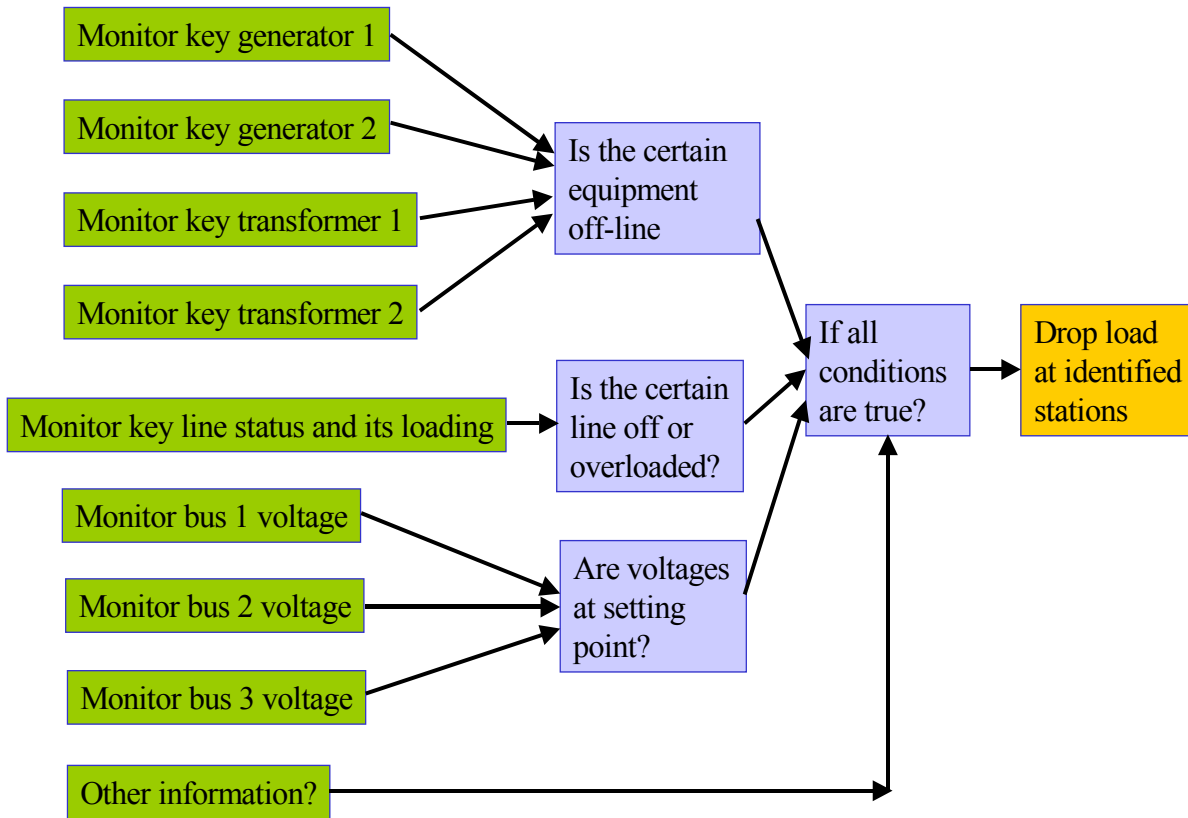 Monitor key generator 1
Monitor key generator 2
Monitor key transformer 1
Monitor key transformer 2
Monitor key line status and its loading
Monitor bus 1 voltage
Monitor bus 2 voltage
Monitor bus 3 voltage
Other information?
Is the certain
equipment
off-line
Is the certain
line off or
overloaded?
Are voltages
at setting
point?
If all
conditions
are true?
Drop load
at identified
stations